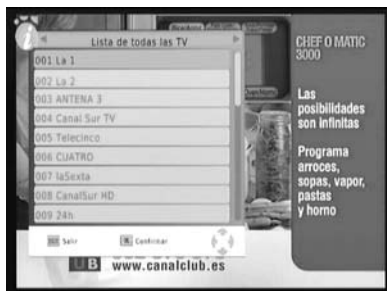 Lista de todas las TV
001 La 1
002 La 2
003 ANTENA 3
004 Canal Sur TV
005 Telecinco
006 CUATRO
007 laSexta
008 CanalSur HD
009 24h
Salir
Confirmar
CHEF O MATIC
3000
Las
posibilidades
son infinitas
Programa
arroces,
sopas, vapor,
pastas
y horno
www.canalclub.es